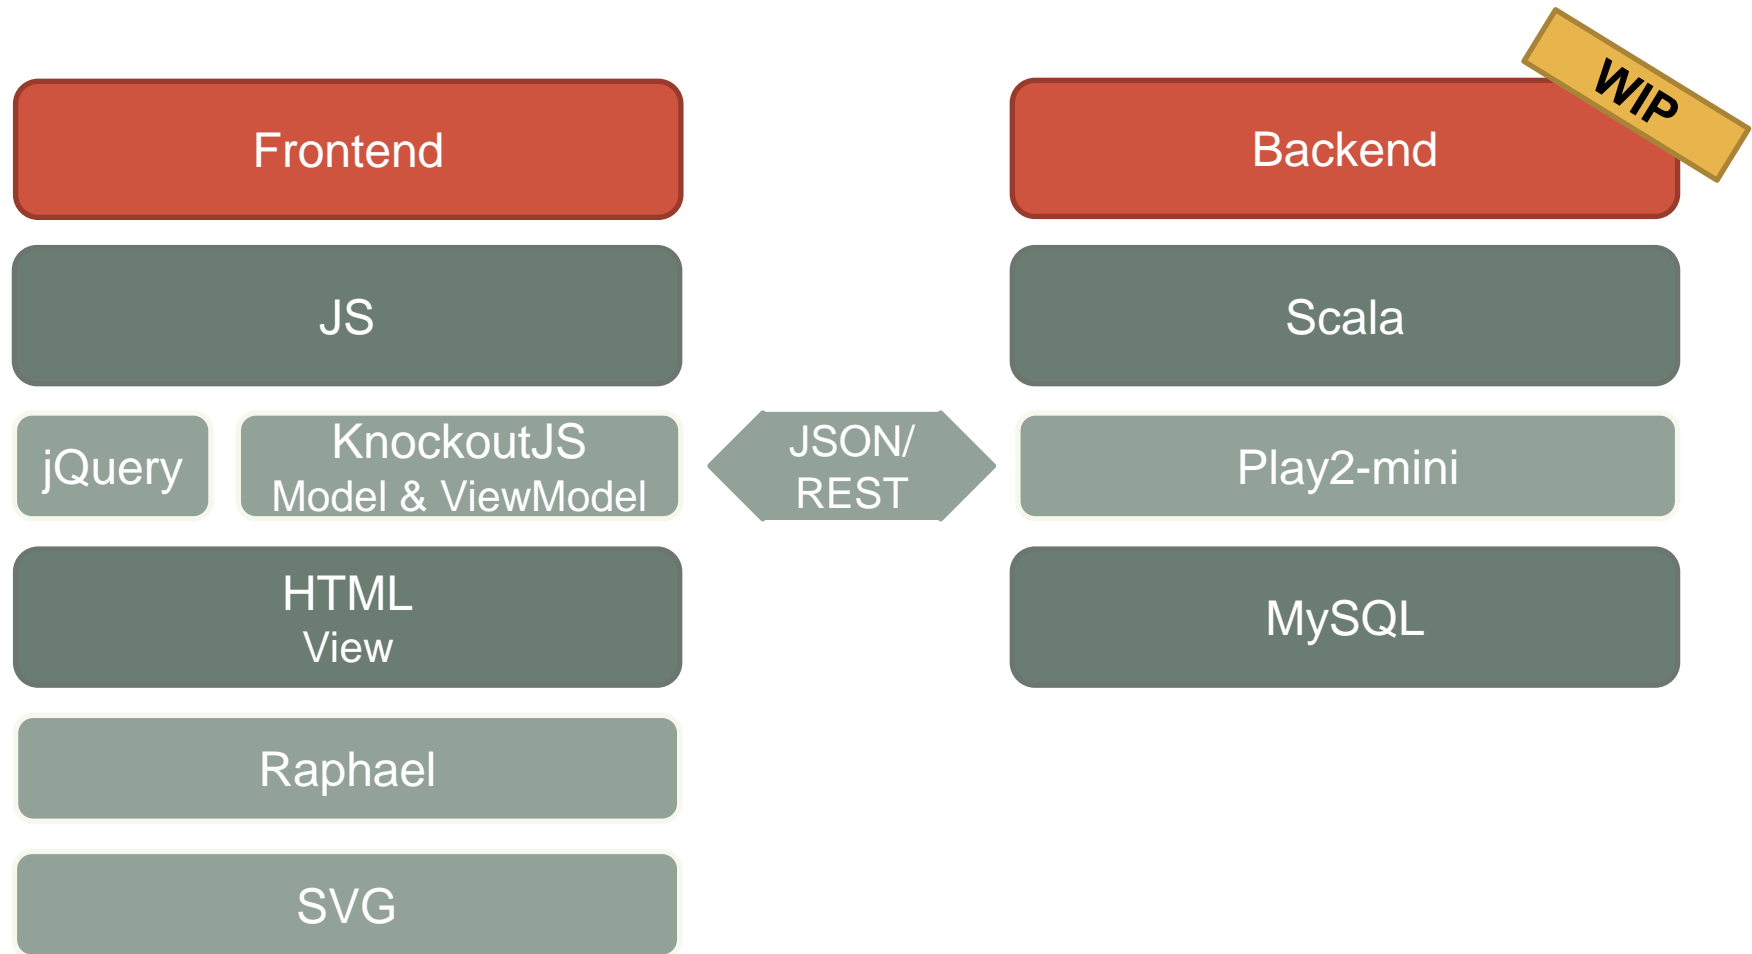 Frontend
JS
jQuery
KnockoutJS
Model & ViewModel
HTML
View
Raphael
SVG
JSON/
REST
WIP
Backend
Scala
Play2-mini
MySQL